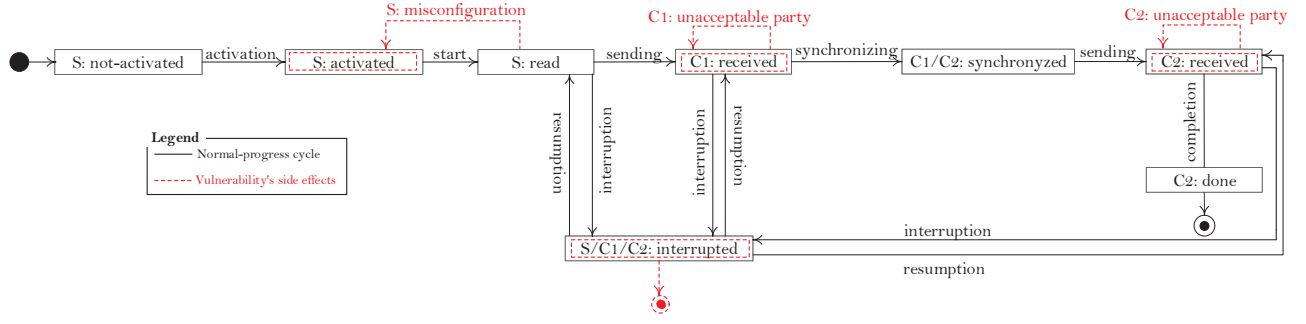 S: misconfiguration
C1: unacceptable party
C2: unacceptable party
S: not-activated
activation
S: activated
start
S: read
sending
C1: received
synchronizing
C1/C2: synchronyzed
sending
C2: received
resumption
interruption
interruption
resumption
completion
Legend
Normal-progress cycle
Vulnerability's side effects
C2: done
S/C1/C2: interrupted
interruption
resumption